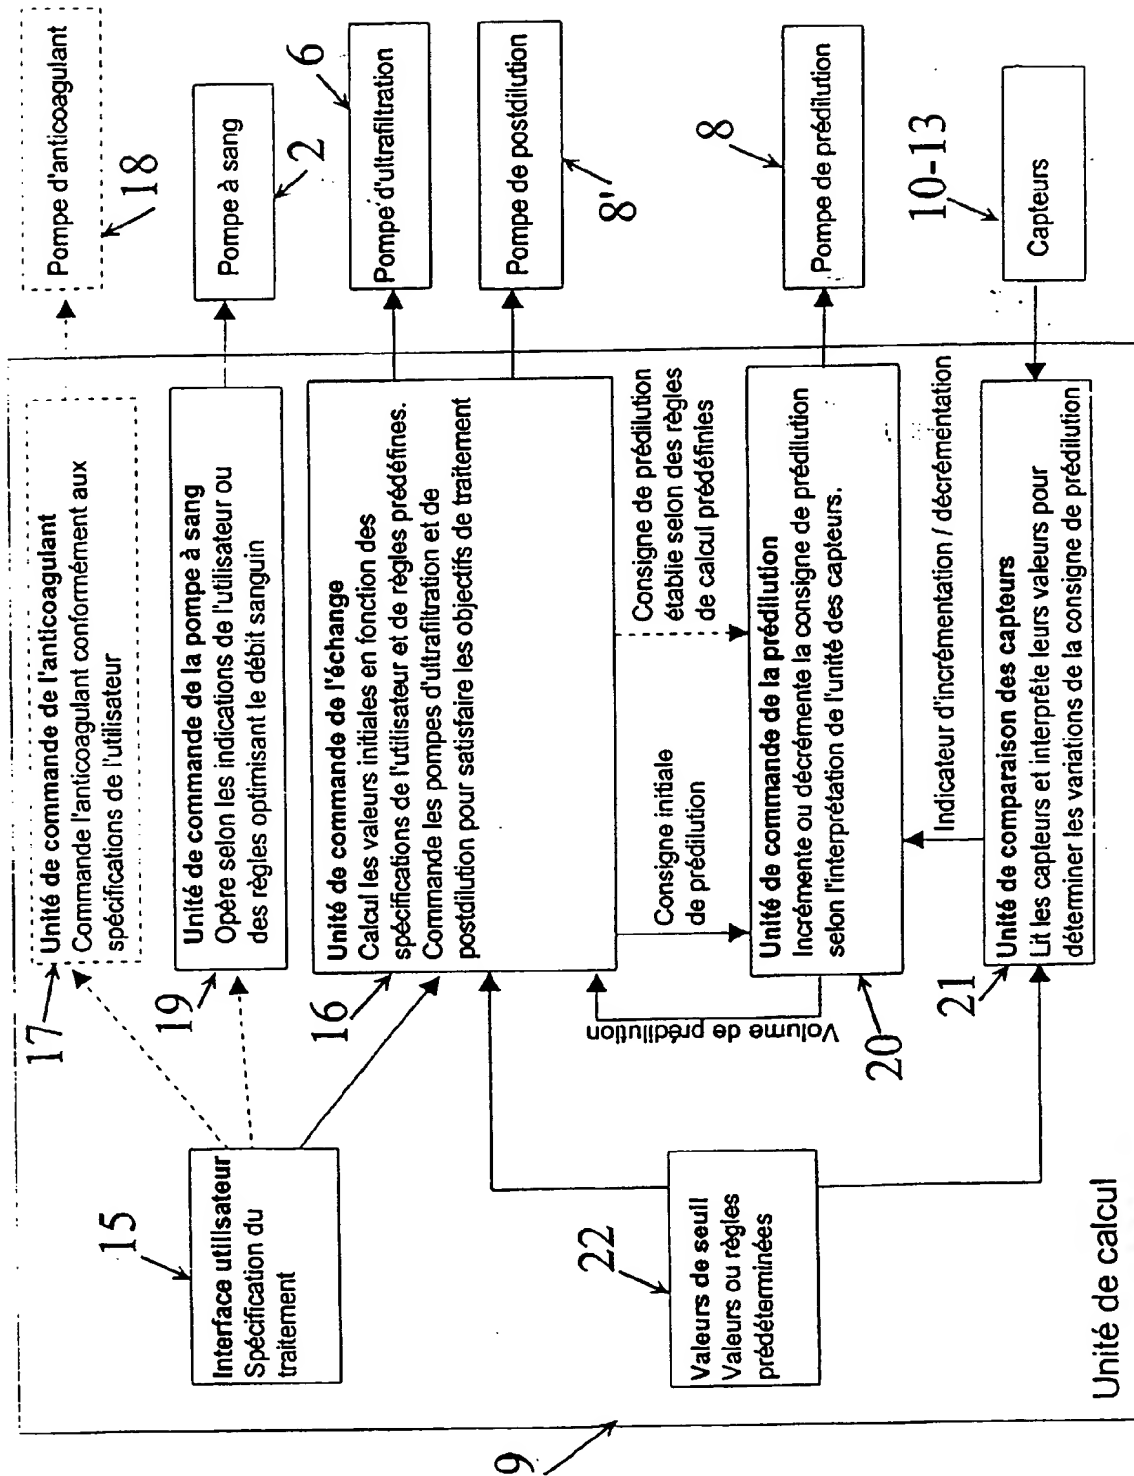 17
Unité de commande de l'anticoagulant
Commande l'anticoagulant conformément aux
spécifications de l'utilisateur
Pompe d'anticoagulant
18
19
Unité de commande de la pompe à sang
Opère selon les indications de l'utilisateur ou
des règles optimisant le débit sanguin
Pompe à sang
2
15
Interface utilisateur
Spécification du
traitement
16
Unité de commande de l'échange
Calcul les valeurs initiales en fonction des
spécifications de l'utilisateur et de règles prédéfines.
Commande les pompes d'ultrafiltration et de
postdilution pour satisfaire les objectifs de traitement
Pompe d'ultrafiltration
6
Pompe de postdilution
8'
Consigne initiale
de prédilution
Consigne de prédilution
établie selon des règles
de calcul prédéfinies
Volume de prédilution
22
Valeurs de seuil
Valeurs ou règles
prédéterminées
20
Unité de commande de la prédilution
Incrémente ou décrémente la consigne de prédilution
selon l'interprétation de l'unité des capteurs.
Pompe de prédilution
8
Indicateur d'incrémentation / décrémentation
21
Unité de comparaison des capteurs
Lit les capteurs et interprête leurs valeurs pour
déterminer les variations de la consigne de prédilution
Capteurs
10-13
9
Unité de calcul